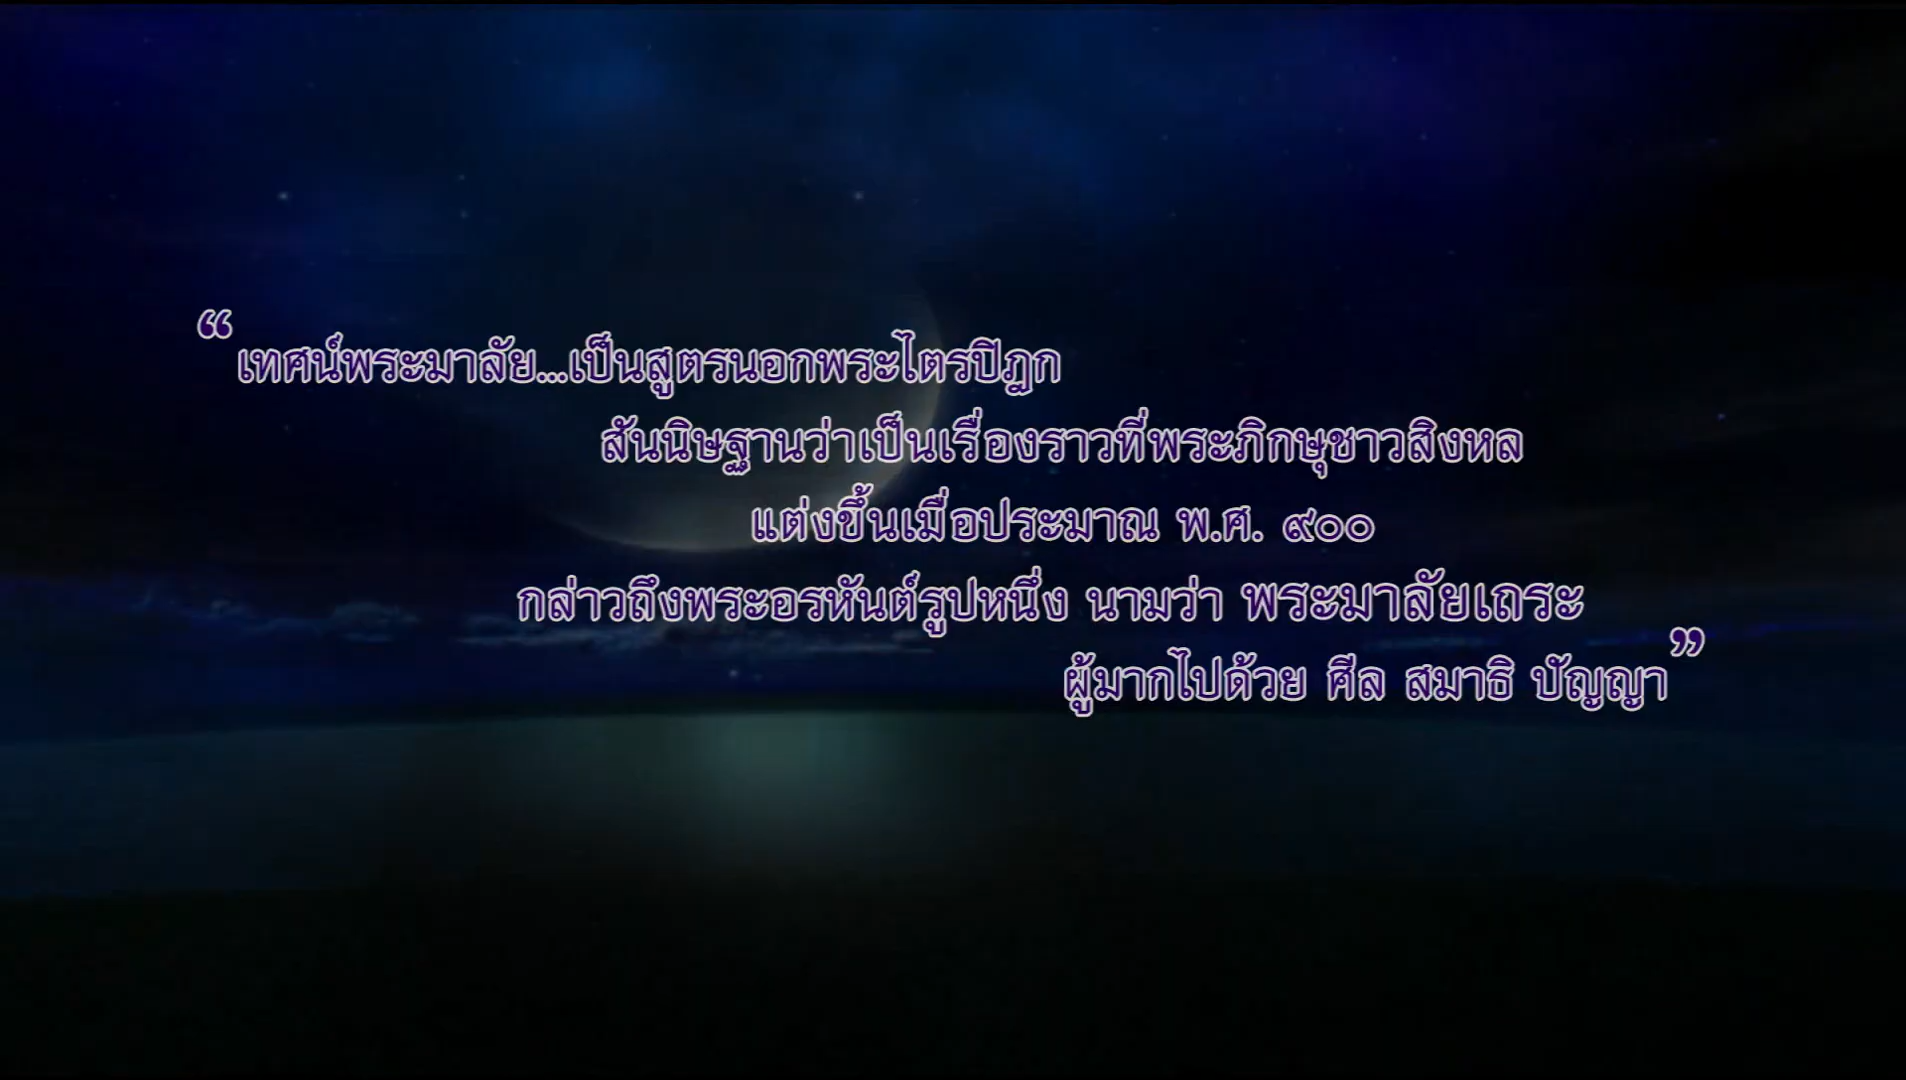 “เทศน์พระมาลัย...เป็นสูตรนอกพระไตรปิฎก
สันนิษฐานว่าเป็นเรื่องราวที่พระภิกษุชาวสิงหล
แต่งขึ้นเมื่อประมาณ พ.ศ. ๙๐๐
กล่าวถึงพระอรหันต์รูปหนึ่ง นามว่า พระมาลัยเถระ
ผู้มากไปด้วย ศีล สมาธิ ปัญญา”